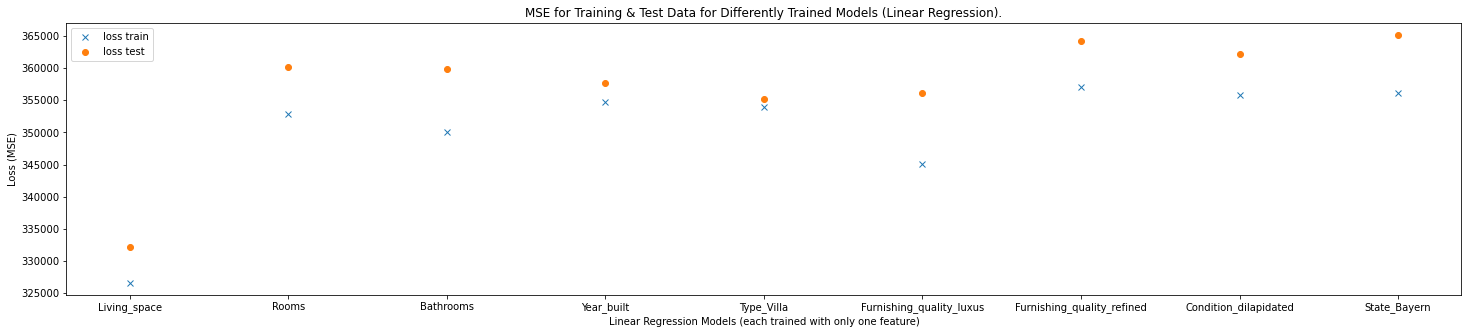 MSE for Training & Test Data for Differently Trained Models (Linear Regression).
loss train
loss test
365000
360000
355000
350000
345000
340000
335000
330000
325000
Loss (MSE)
Living_space Rooms Bathrooms Year_built Type_Villa Furnishing_quality_luxus Furnishing_quality_refined Condition_dilapidated State_Bayern
Linear Regression Models (each trained with only one feature)